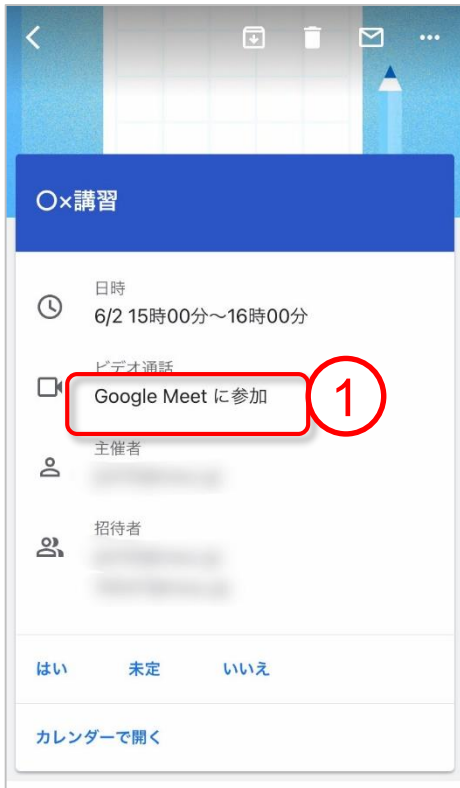 〇×講習
日時
6/2 15時00分～16時00分
ビデオ通話
Google Meet に参加
1
主催者
招待者
はい 未定 いいえ
カレンダーで開く